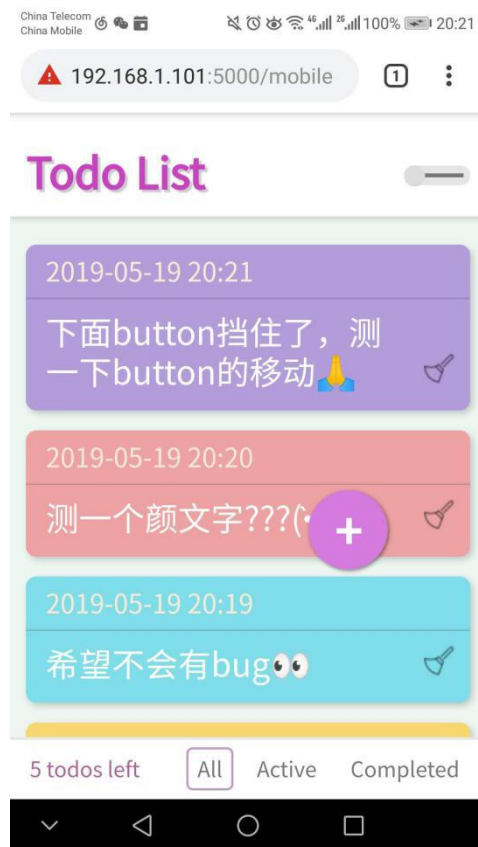 China Telecom
China Mobile
46 26 100% 20:21
192.168.1.101:5000/mobile 1
Todo List
2019-05-19 20:21
下面button挡住了，测
一下button的移动🙏
2019-05-19 20:20
测一个颜文字???(
+
2019-05-19 20:19
希望不会有bug👀
5 todos left All Active Completed